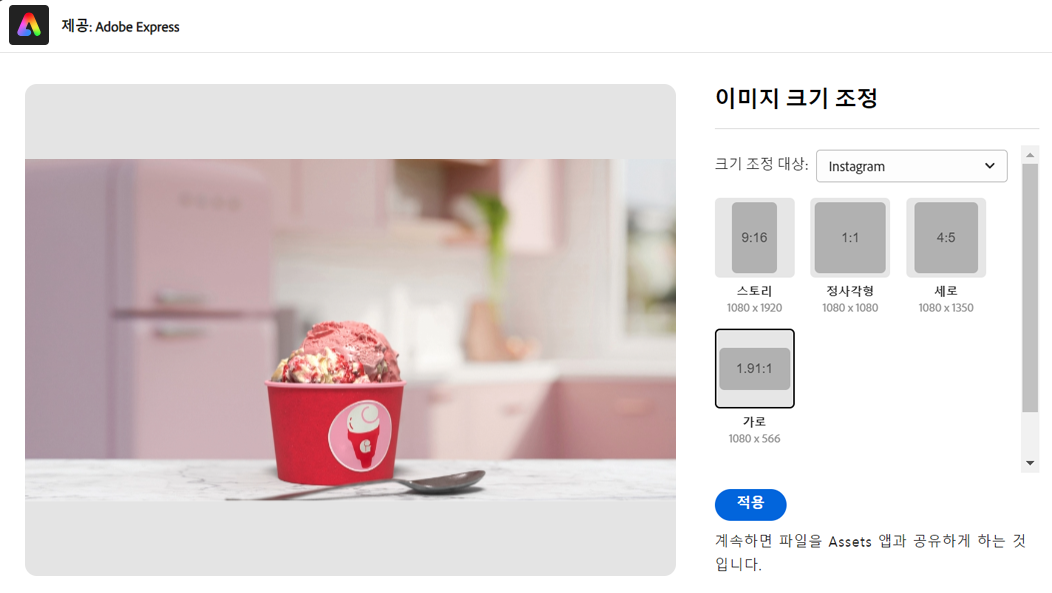 제공: Adobe Express
이미지 크기 조정
크기 조정 대상: Instagram
9:16 1:1 4:5
스토리 정사각형 세로
1080 x 1920 1080 x 1080 1080 x 1350
1.91:1
가로
1080 x 566
적용
계속하면 파일을 Assets 앱과 공유하게 하는 것
입니다.